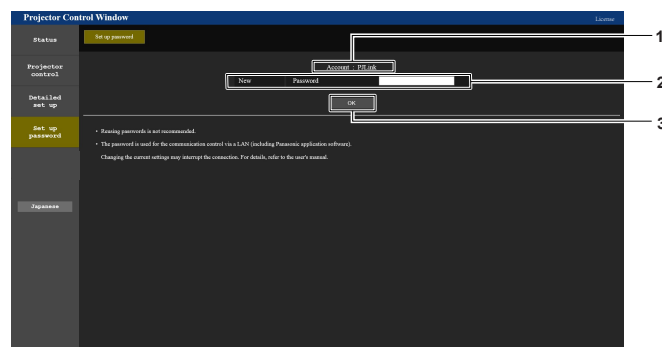 Projector Control Window
License
Status
Set up password
1
Account : PJLink
Projector
control
New Password
2
OK
Detailed
set up
3
Set up
password
• Reusing passwords is not recommended.
• The password is used for the communication control via a LAN (including Panasonic application software).
Changing the current settings may interrupt the connection. For details, refer to the user's manual.
Japanese